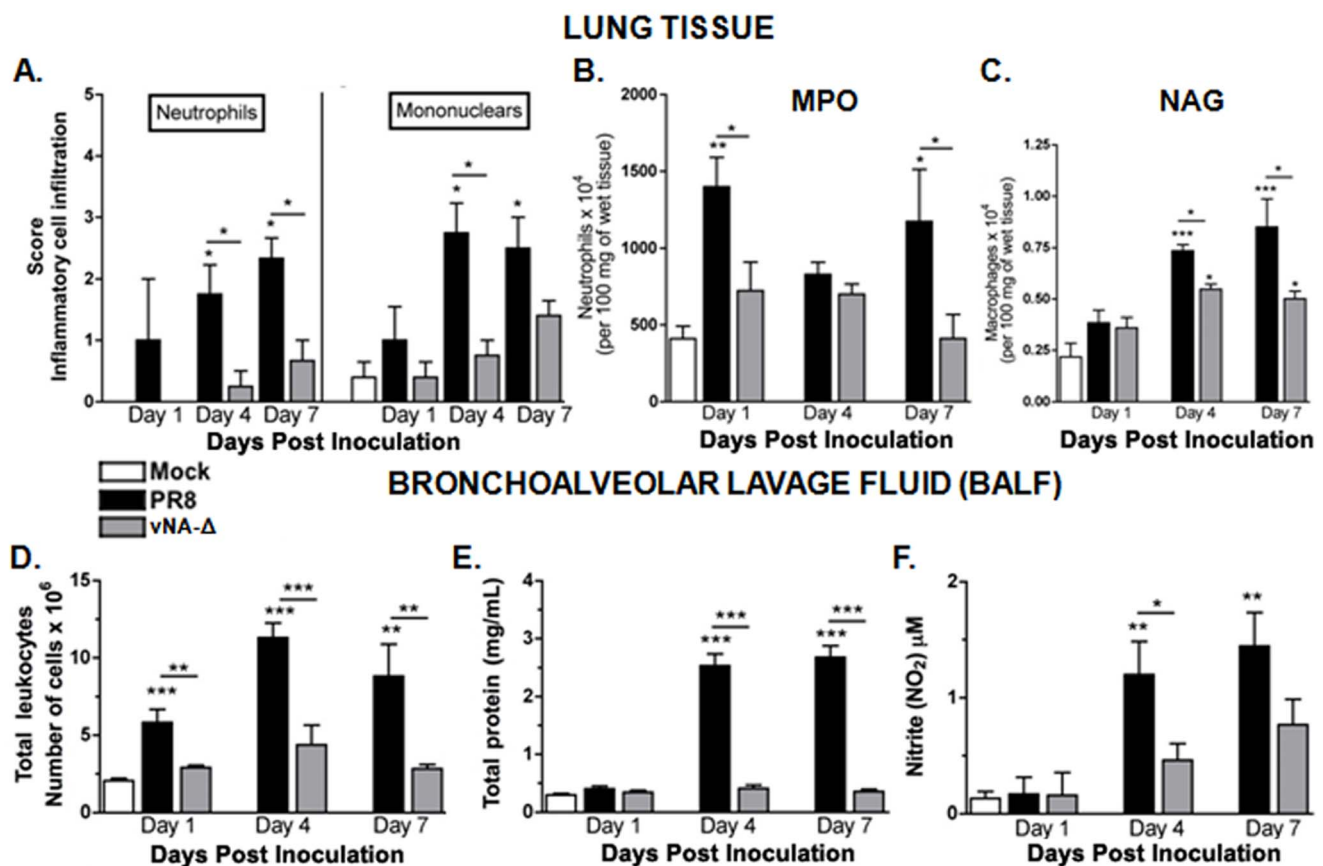 LUNG TISSUE
A.
Neutrophils
Mononuclears
5
4
3
2
1
0
Score
Inflammatory cell infiltration
*
*
*
*
*
*
*
Day 1 Day 4 Day 7
Day 1 Day 4 Day 7
Days Post Inoculation
B.
MPO
2000
1500
1000
500
0
Neutrophils x 10⁴
(per 100 mg of wet tissue)
*
**
*
*
Day 1 Day 4 Day 7
Days Post Inoculation
C.
NAG
1.25
1.00
0.75
0.50
0.25
0.00
Macrophages x 10⁴
(per 100 mg of wet tissue)
*
***
*
*
***
*
Day 1 Day 4 Day 7
Days Post Inoculation
Mock
PR8
vNA-Δ
BRONCHOALVEOLAR LAVAGE FLUID (BALF)
D.
15
10
5
0
Total leukocytes
Number of cells x 10⁶
**
***
***
***
**
**
Day 1 Day 4 Day 7
Days Post Inoculation
E.
4
3
2
1
0
Total protein (mg/mL)
***
***
***
***
Day 1 Day 4 Day 7
Days Post Inoculation
F.
2
1
0
Nitrite (NO₂) μM
*
**
**
Day 1 Day 4 Day 7
Days Post Inoculation